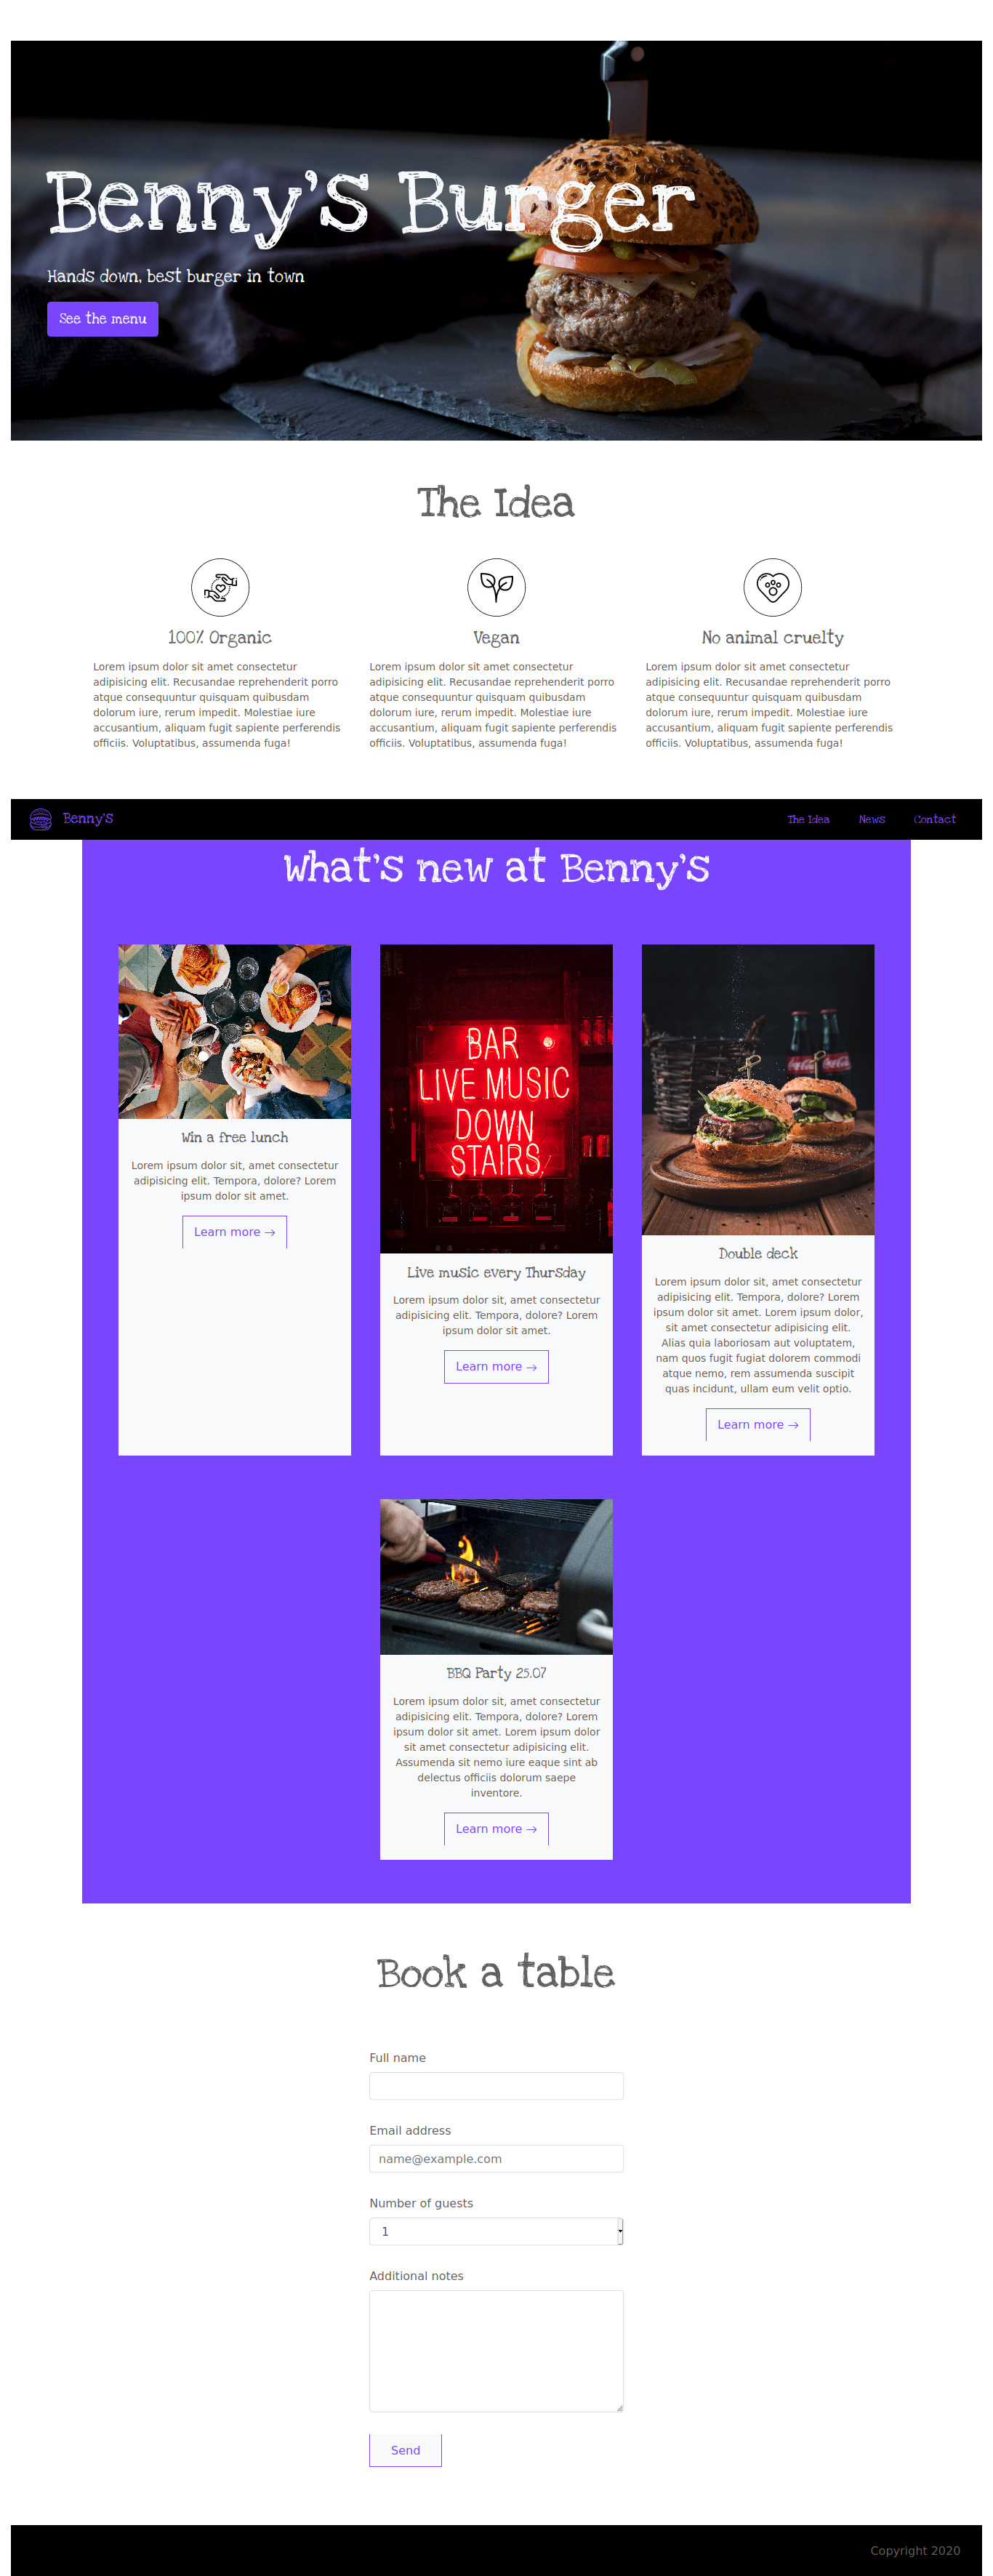 Benny's Burger
Hands down, best burger in town
See the menu
The Idea
100% Organic
Lorem ipsum dolor sit amet consectetur
adipisicing elit. Recusandae reprehenderit porro
atque consequuntur quisquam quibusdam
dolorum iure, rerum impedit. Molestiae iure
accusantium, aliquam fugit sapiente perferendis
officiis. Voluptatibus, assumenda fuga!
Vegan
Lorem ipsum dolor sit amet consectetur
adipisicing elit. Recusandae reprehenderit porro
atque consequuntur quisquam quibusdam
dolorum iure, rerum impedit. Molestiae iure
accusantium, aliquam fugit sapiente perferendis
officiis. Voluptatibus, assumenda fuga!
No animal cruelty
Lorem ipsum dolor sit amet consectetur
adipisicing elit. Recusandae reprehenderit porro
atque consequuntur quisquam quibusdam
dolorum iure, rerum impedit. Molestiae iure
accusantium, aliquam fugit sapiente perferendis
officiis. Voluptatibus, assumenda fuga!
Benny's
The Idea
News
Contact
What's new at Benny's
Win a free lunch
Lorem ipsum dolor sit, amet consectetur
adipisicing elit. Tempora, dolore? Lorem
ipsum dolor sit amet.
Learn more →
BAR
LIVE MUSIC
DOWN
STAIRS
Live music every Thursday
Lorem ipsum dolor sit, amet consectetur
adipisicing elit. Tempora, dolore? Lorem
ipsum dolor sit amet.
Learn more →
Coca-Cola
Coca-Cola
Double deck
Lorem ipsum dolor sit, amet consectetur
adipisicing elit. Tempora, dolore? Lorem
ipsum dolor sit amet. Lorem ipsum dolor,
sit amet consectetur adipisicing elit.
Alias quia laboriosam aut voluptatem,
nam quos fugit fugiat dolorem commodi
atque nemo, rem assumenda suscipit
quas incidunt, ullam eum velit optio.
Learn more →
BBQ Party 25.07
Lorem ipsum dolor sit, amet consectetur
adipisicing elit. Tempora, dolore? Lorem
ipsum dolor sit amet. Lorem ipsum dolor
sit amet consectetur adipisicing elit.
Assumenda sit nemo iure eaque sint ab
delectus officiis dolorum saepe
inventore.
Learn more →
Book a table
Full name
Email address
name@example.com
Number of guests
1
Additional notes
Send
Copyright 2020